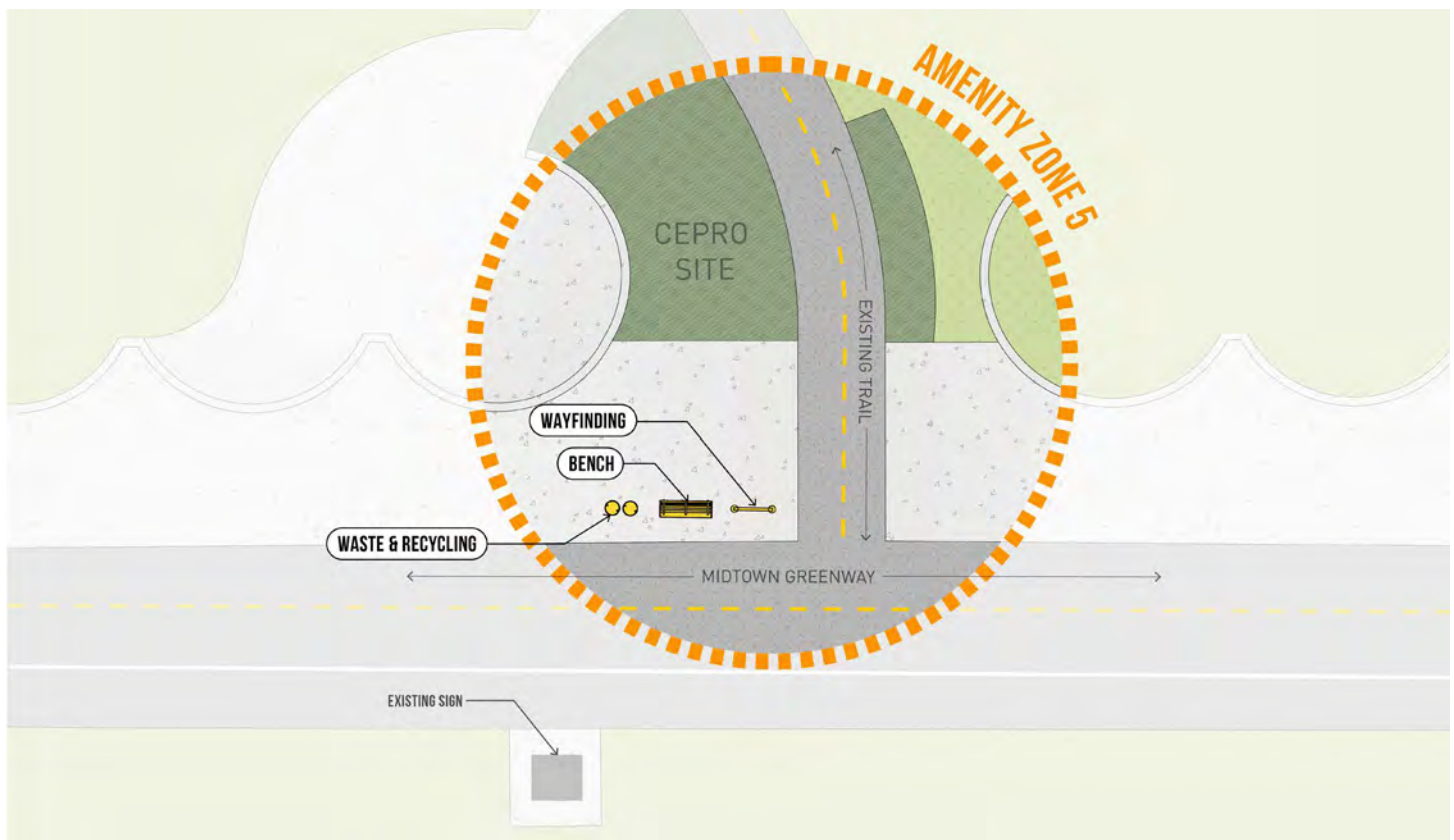 AMENITY ZONE 5
CEPRO
SITE
EXISTING TRAIL
WAYFINDING
BENCH
WASTE & RECYCLING
MIDTOWN GREENWAY
EXISTING SIGN